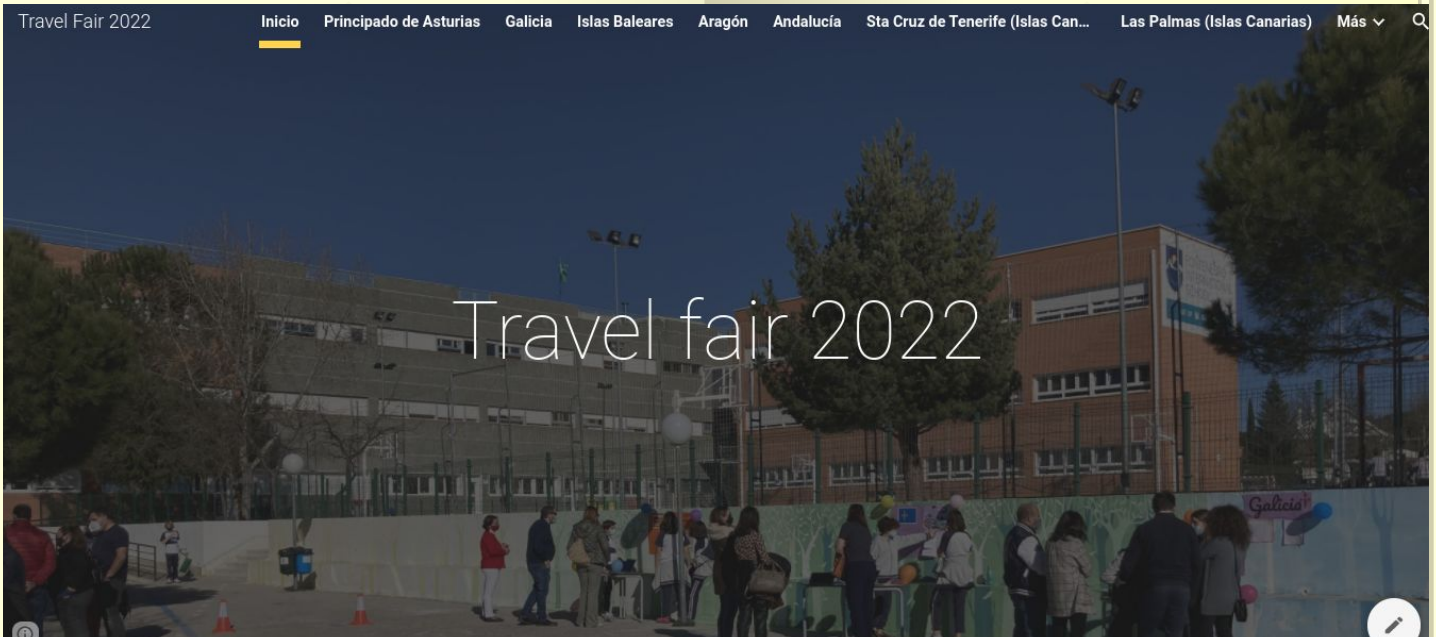 Travel Fair 2022
Inicio Principado de Asturias Galicia Islas Baleares Aragón Andalucía Sta Cruz de Tenerife (Islas Can... Las Palmas (Islas Canarias) Más
Travel fair 2022
Galicia